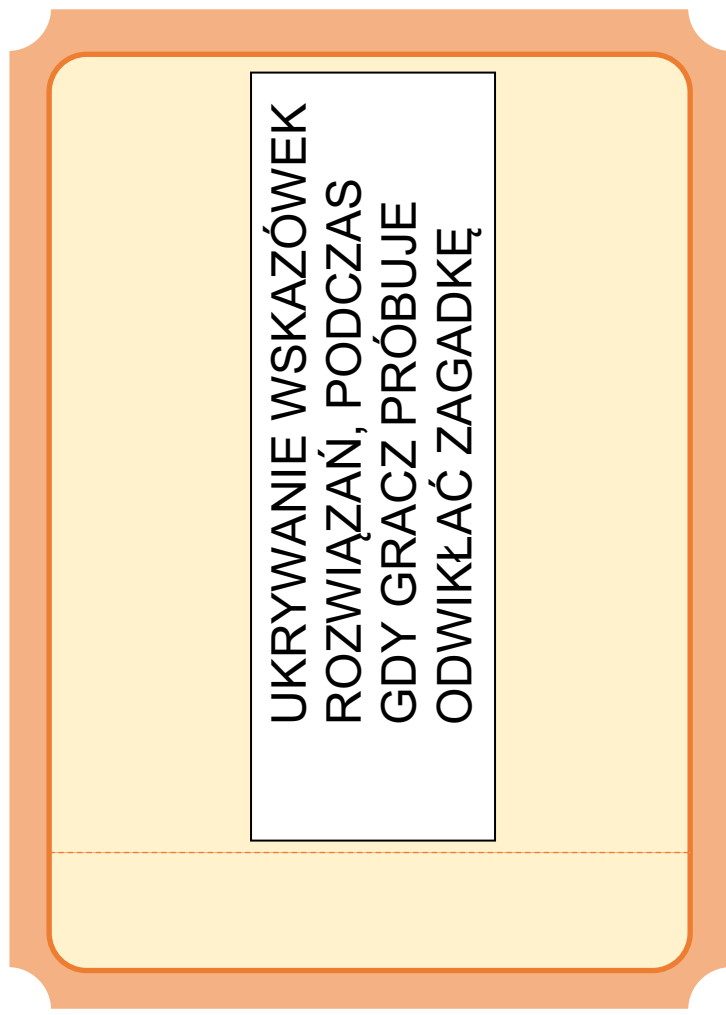 UKRYWANIE WSKAZÓWEK
ROZWIĄZAŃ, PODCZAS
GDY GRACZ PRÓBUJE
ODWIKŁAĆ ZAGADKĘ